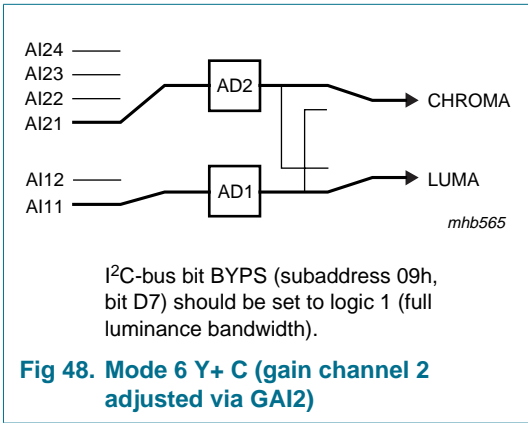 AI24
AI23
AI22
AI21
AD2
CHROMA
AI12
AI11
AD1
LUMA
mhb565
I2C-bus bit BYPS (subaddress 09h,
bit D7) should be set to logic 1 (full
luminance bandwidth).
Fig 48. Mode 6 Y+ C (gain channel 2
adjusted via GAI2)